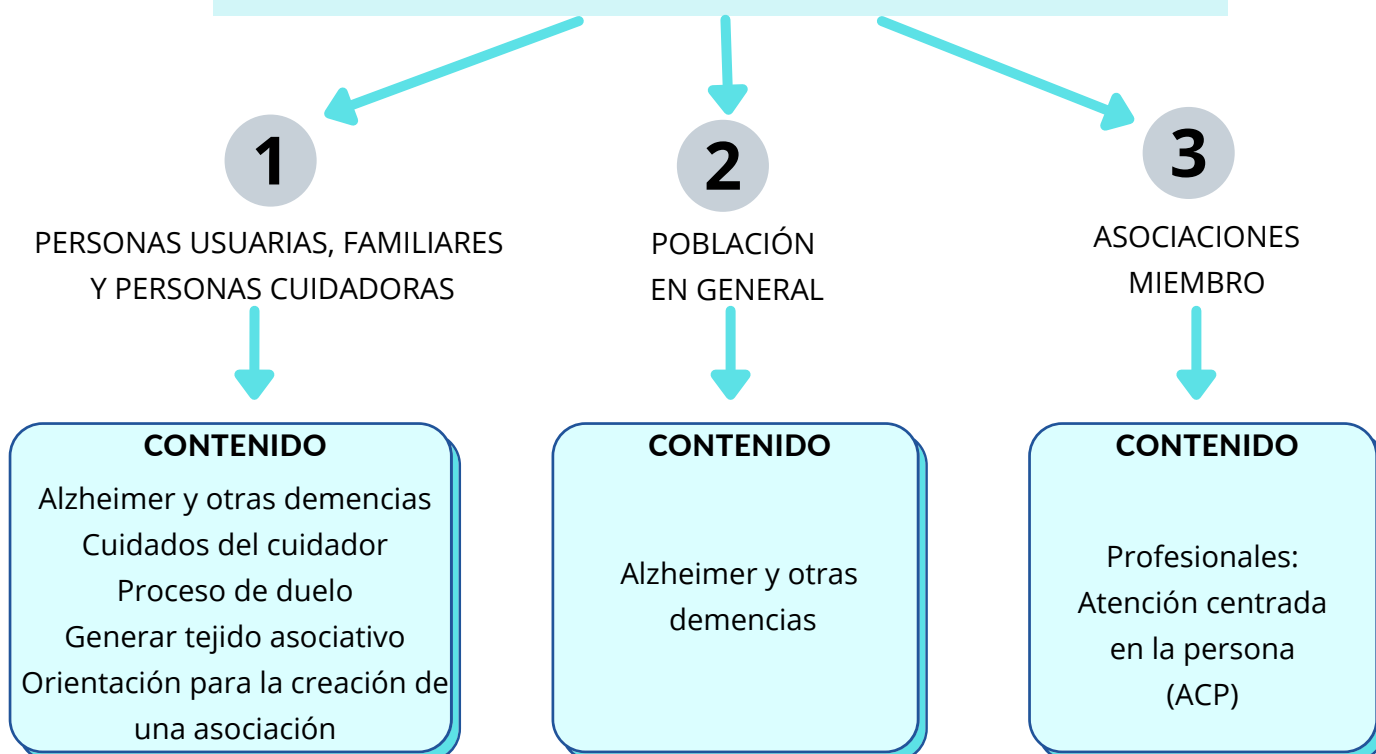 1
PERSONAS USUARIAS, FAMILIARES
Y PERSONAS CUIDADORAS
CONTENIDO
Alzheimer y otras demencias
Cuidados del cuidador
Proceso de duelo
Generar tejido asociativo
Orientación para la creación de
una asociación
2
POBLACIÓN
EN GENERAL
CONTENIDO
Alzheimer y otras
demencias
3
ASOCIACIONES
MIEMBRO
CONTENIDO
Profesionales:
Atención centrada
en la persona
(ACP)